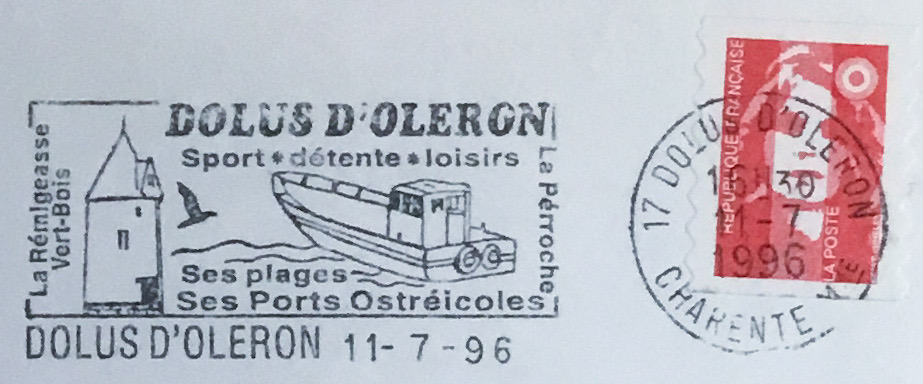 DOLUS D'OLERON
Sport * détente * loisirs
La Rémigeasse
Vert-Bois
La Pérroche
Ses plages
Ses Ports Ostréicoles
DOLUS D'OLERON 11-7-96
17 DOLUS D'OLERON
16H30
11-7
1996
CHARENTE
REPUBLIQUE FRANÇAISE
LA POSTE